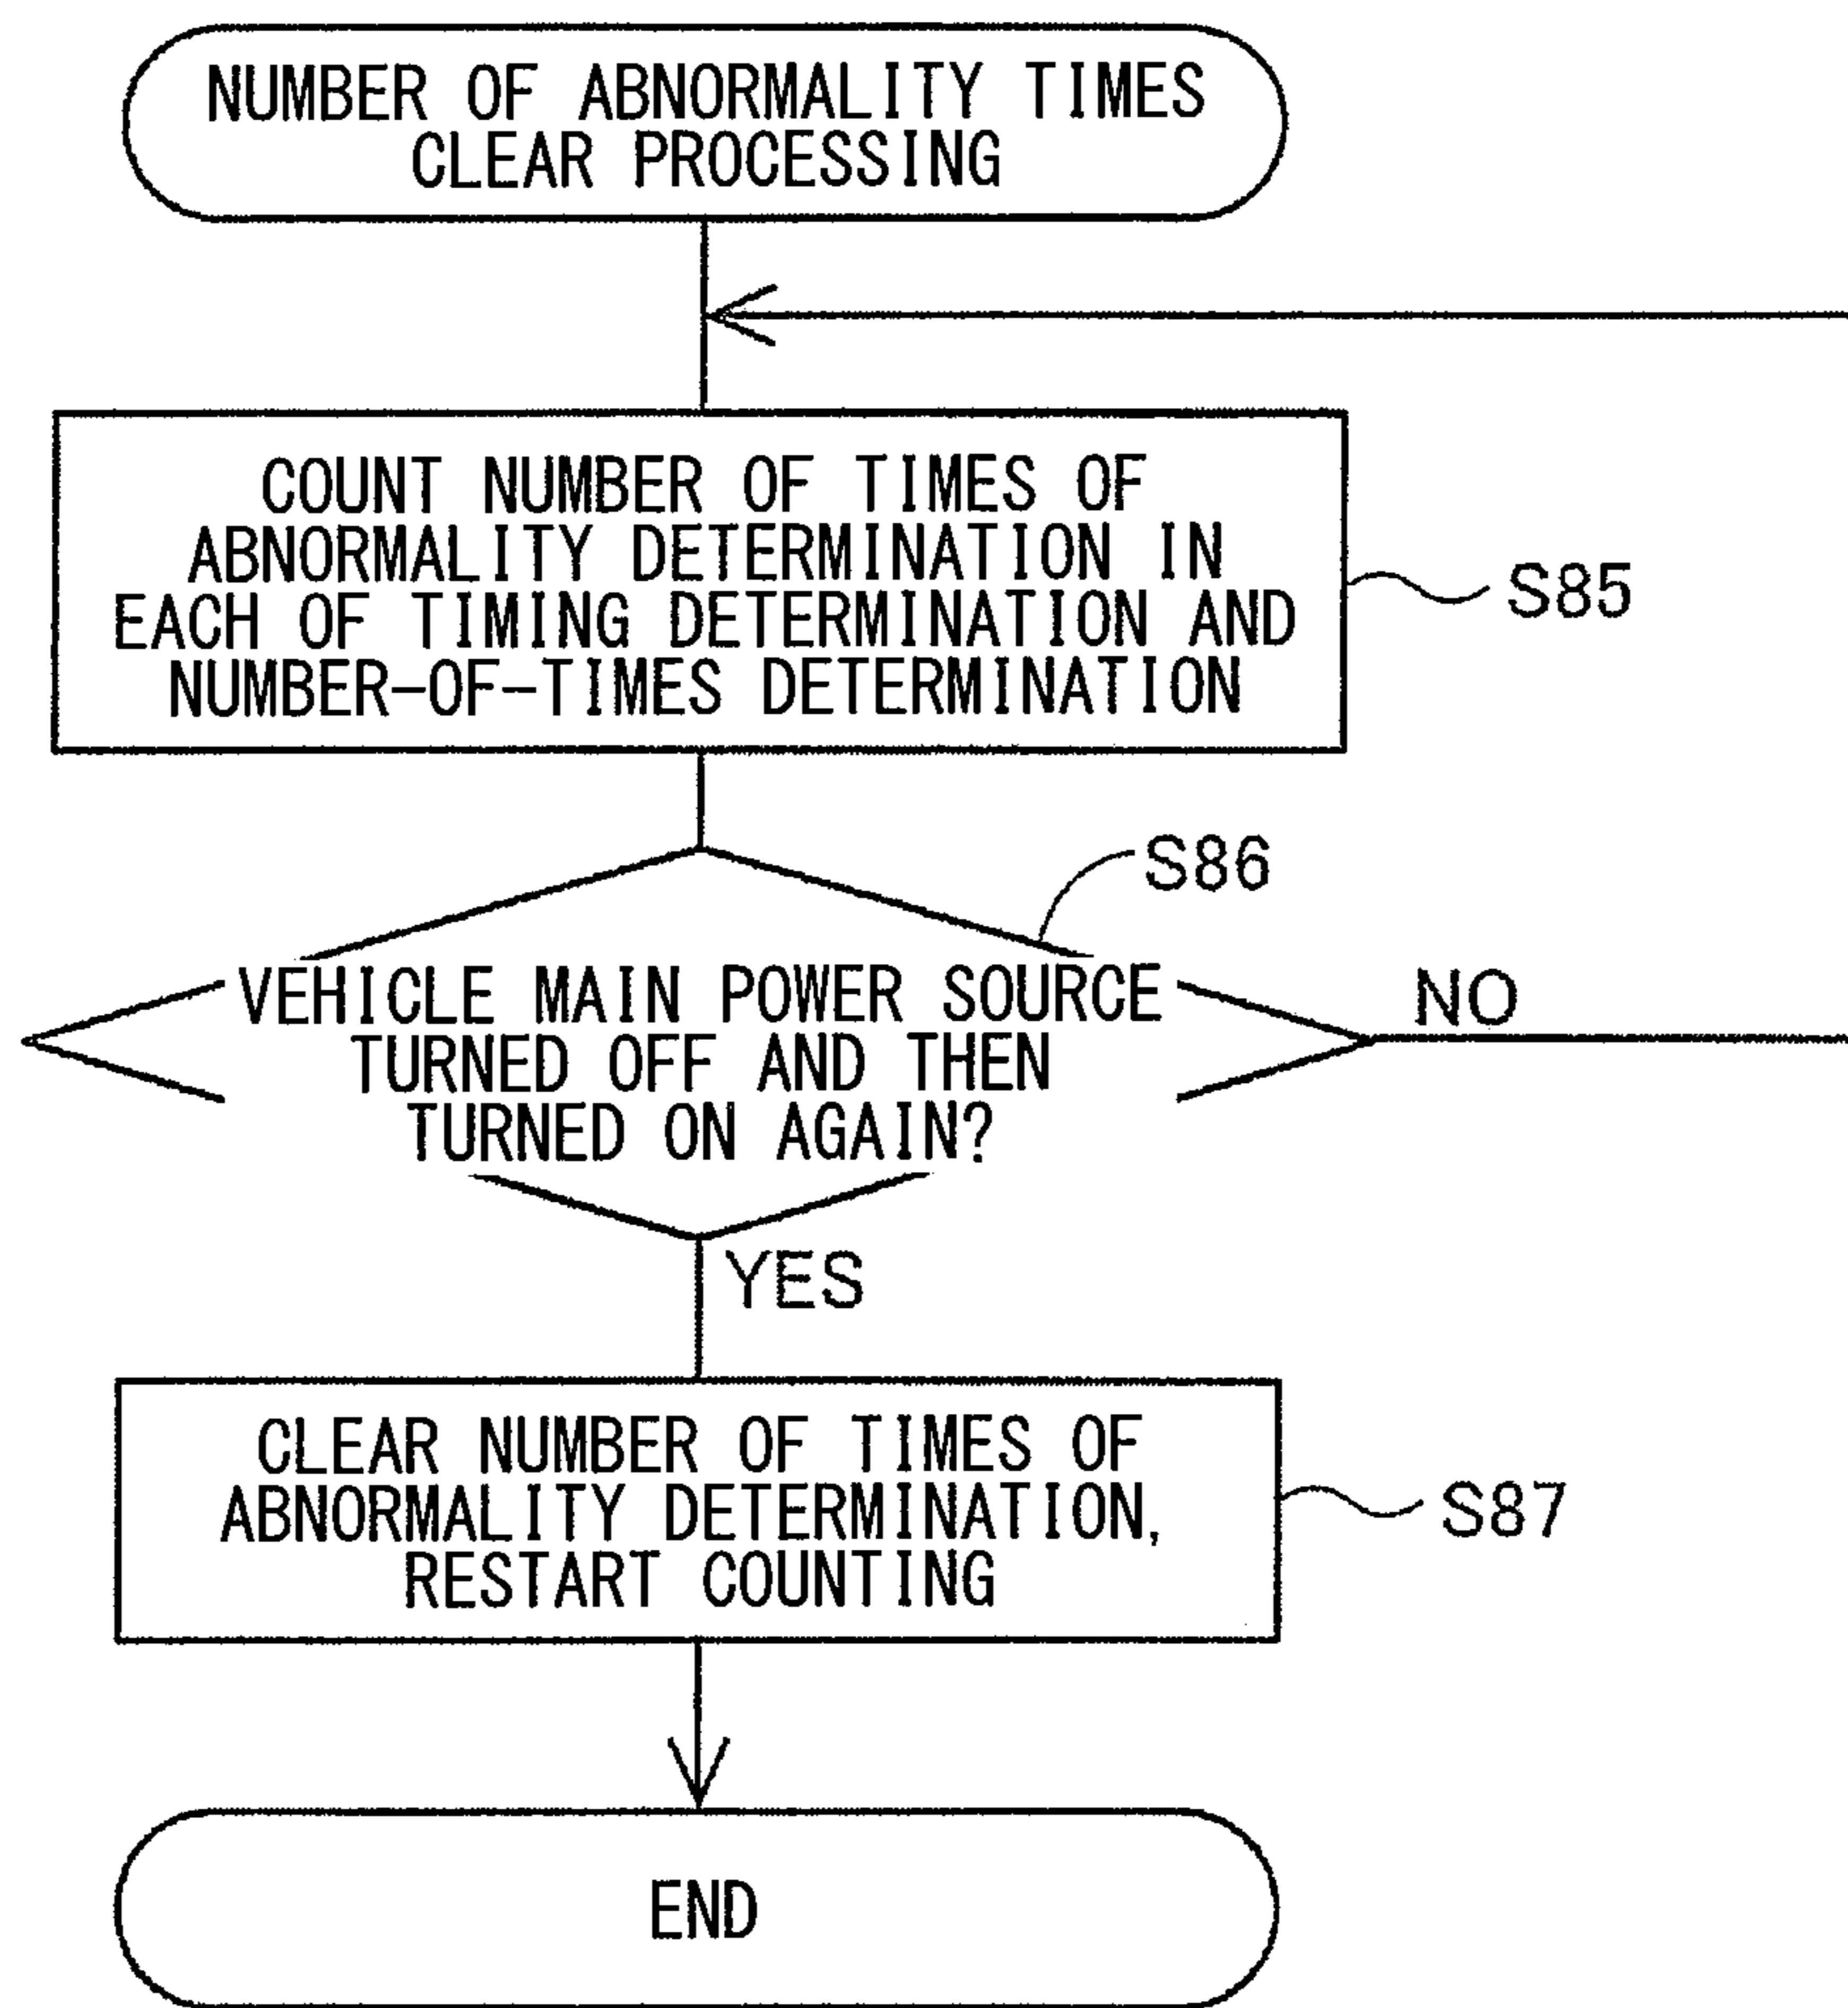 NUMBER OF ABNORMALITY TIMES
CLEAR PROCESSING
COUNT NUMBER OF TIMES OF
ABNORMALITY DETERMINATION IN
EACH OF TIMING DETERMINATION AND
NUMBER-OF-TIMES DETERMINATION
S85
S86
VEHICLE MAIN POWER SOURCE
TURNED OFF AND THEN
TURNED ON AGAIN?
NO
YES
CLEAR NUMBER OF TIMES OF
ABNORMALITY DETERMINATION,
RESTART COUNTING
S87
END